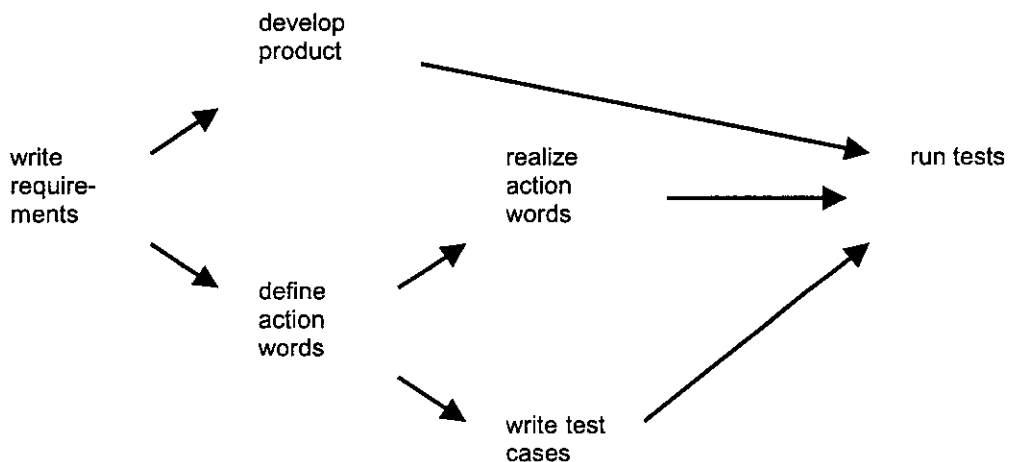 develop
product
write
require-
ments
realize
action
words
run tests
define
action
words
write test
cases